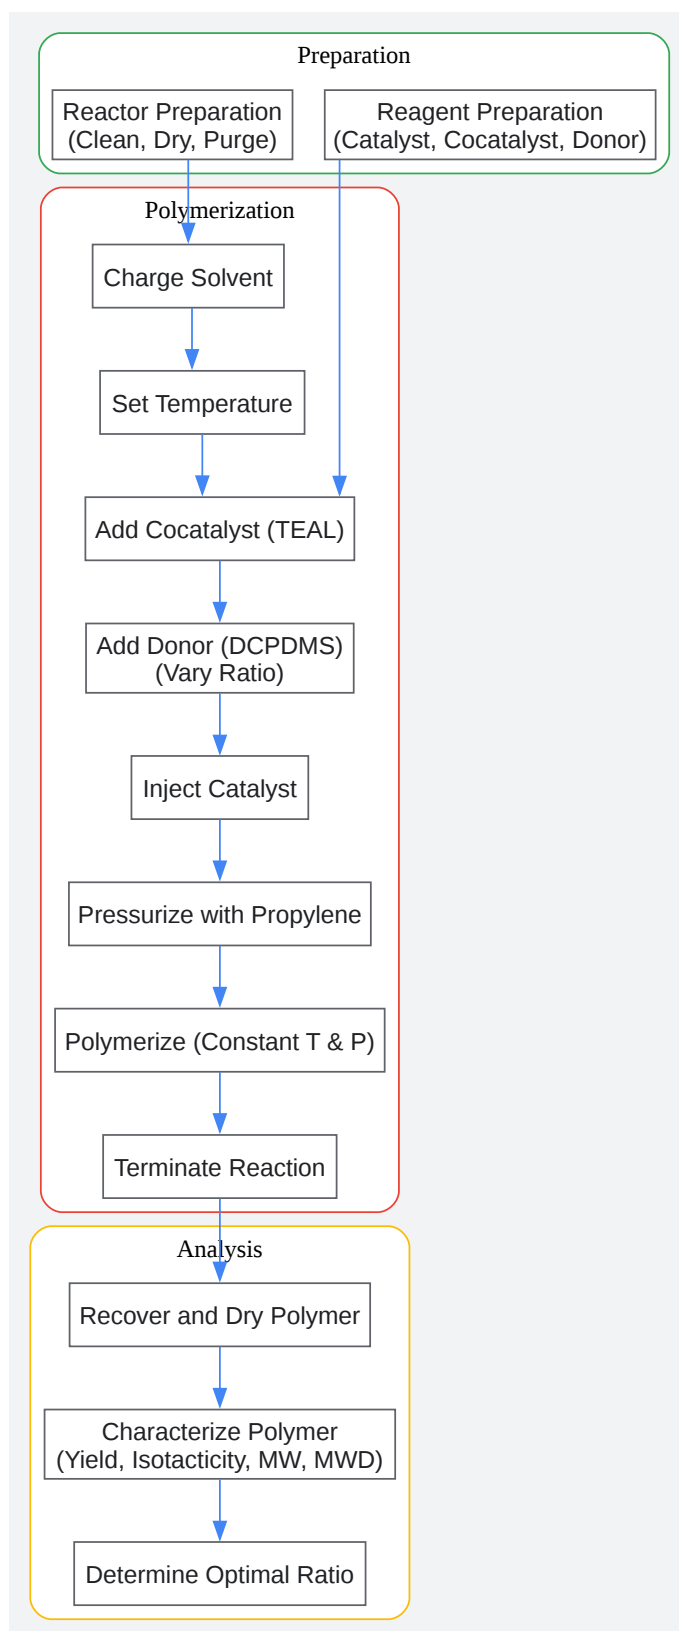 Preparation
Reactor Preparation
(Clean, Dry, Purge)
Reagent Preparation
(Catalyst, Cocatalyst, Donor)
Polymerization
Charge Solvent
Set Temperature
Add Cocatalyst (TEAL)
Add Donor (DCPDMS)
(Vary Ratio)
Inject Catalyst
Pressurize with Propylene
Polymerize (Constant T & P)
Terminate Reaction
Analysis
Recover and Dry Polymer
Characterize Polymer
(Yield, Isotacticity, MW, MWD)
Determine Optimal Ratio